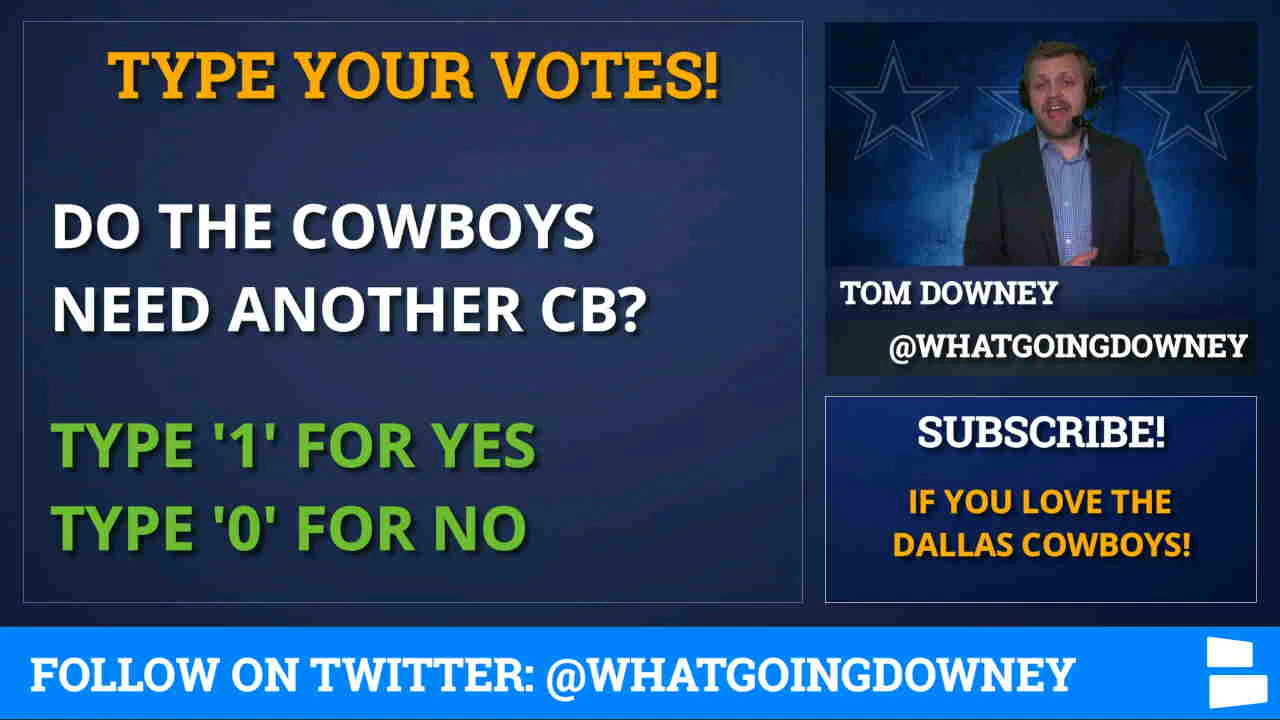 TYPE YOUR VOTES!
DO THE COWBOYS
NEED ANOTHER CB?
TYPE '1' FOR YES
TYPE '0' FOR NO
TOM DOWNEY
@WHATGOINGDOWNEY
SUBSCRIBE!
IF YOU LOVE THE
DALLAS COWBOYS!
FOLLOW ON TWITTER: @WHATGOINGDOWNEY